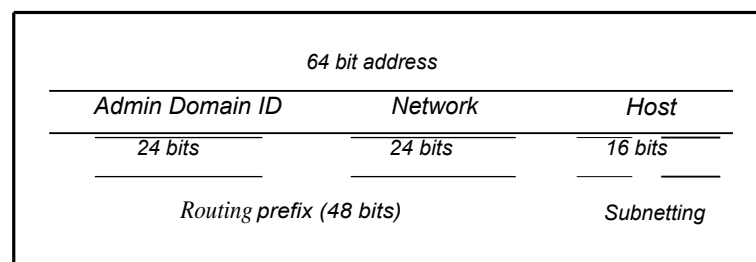 64 bit address
Admin Domain ID Network Host
24 bits 24 bits 16 bits
Routing prefix (48 bits) Subnetting